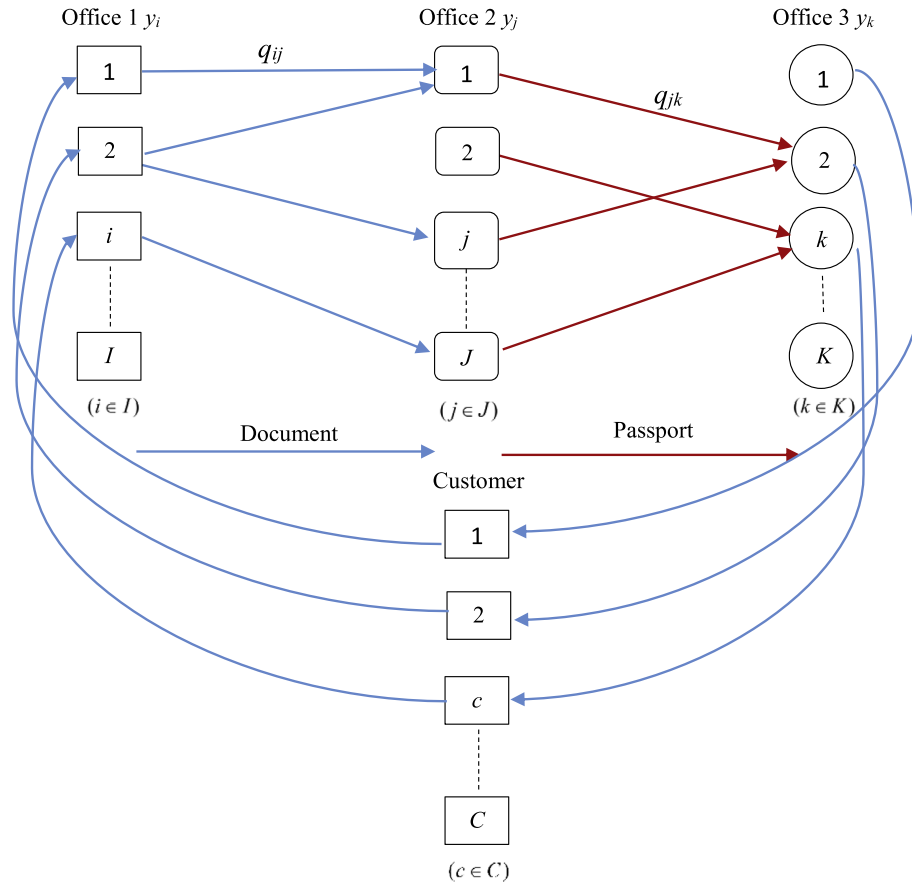 Office 1 yᵢ
Office 2 yⱼ
Office 3 yₖ
1
qᵢⱼ
1
qⱼₖ
1
2
2
2
i
j
k
I
J
K
(i ∈ I)
(j ∈ J)
(k ∈ K)
Document
Passport
Customer
1
2
c
C
(c ∈ C)